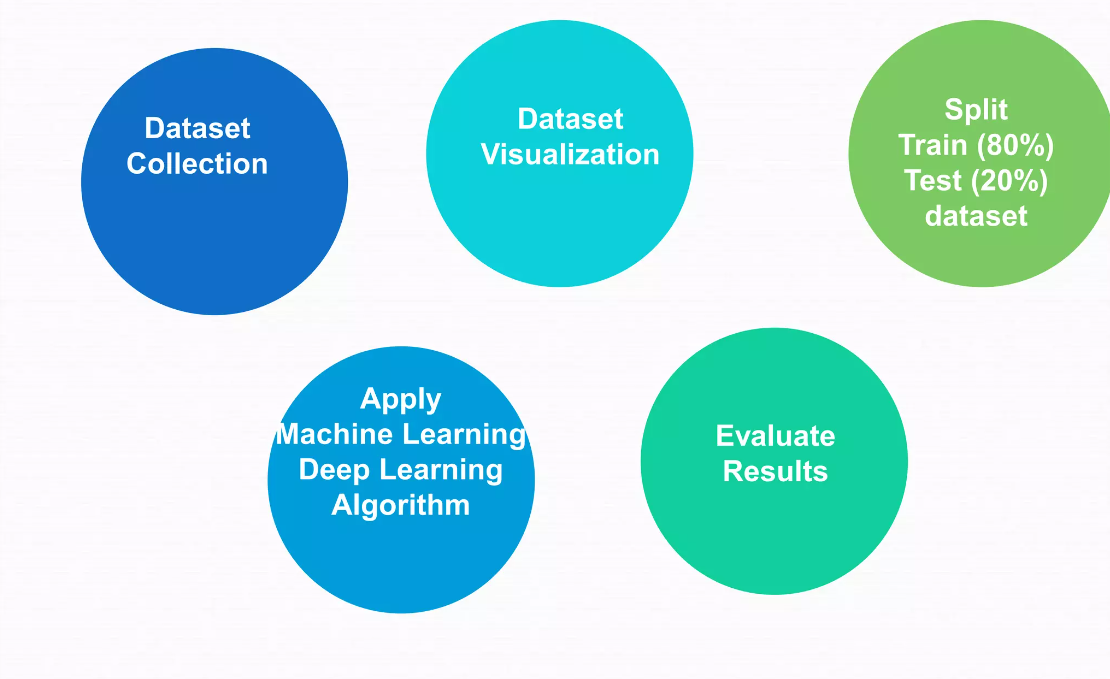 Dataset
Collection
Dataset
Visualization
Split
Train (80%)
Test (20%)
dataset
Apply
Machine Learning
Deep Learning
Algorithm
Evaluate
Results